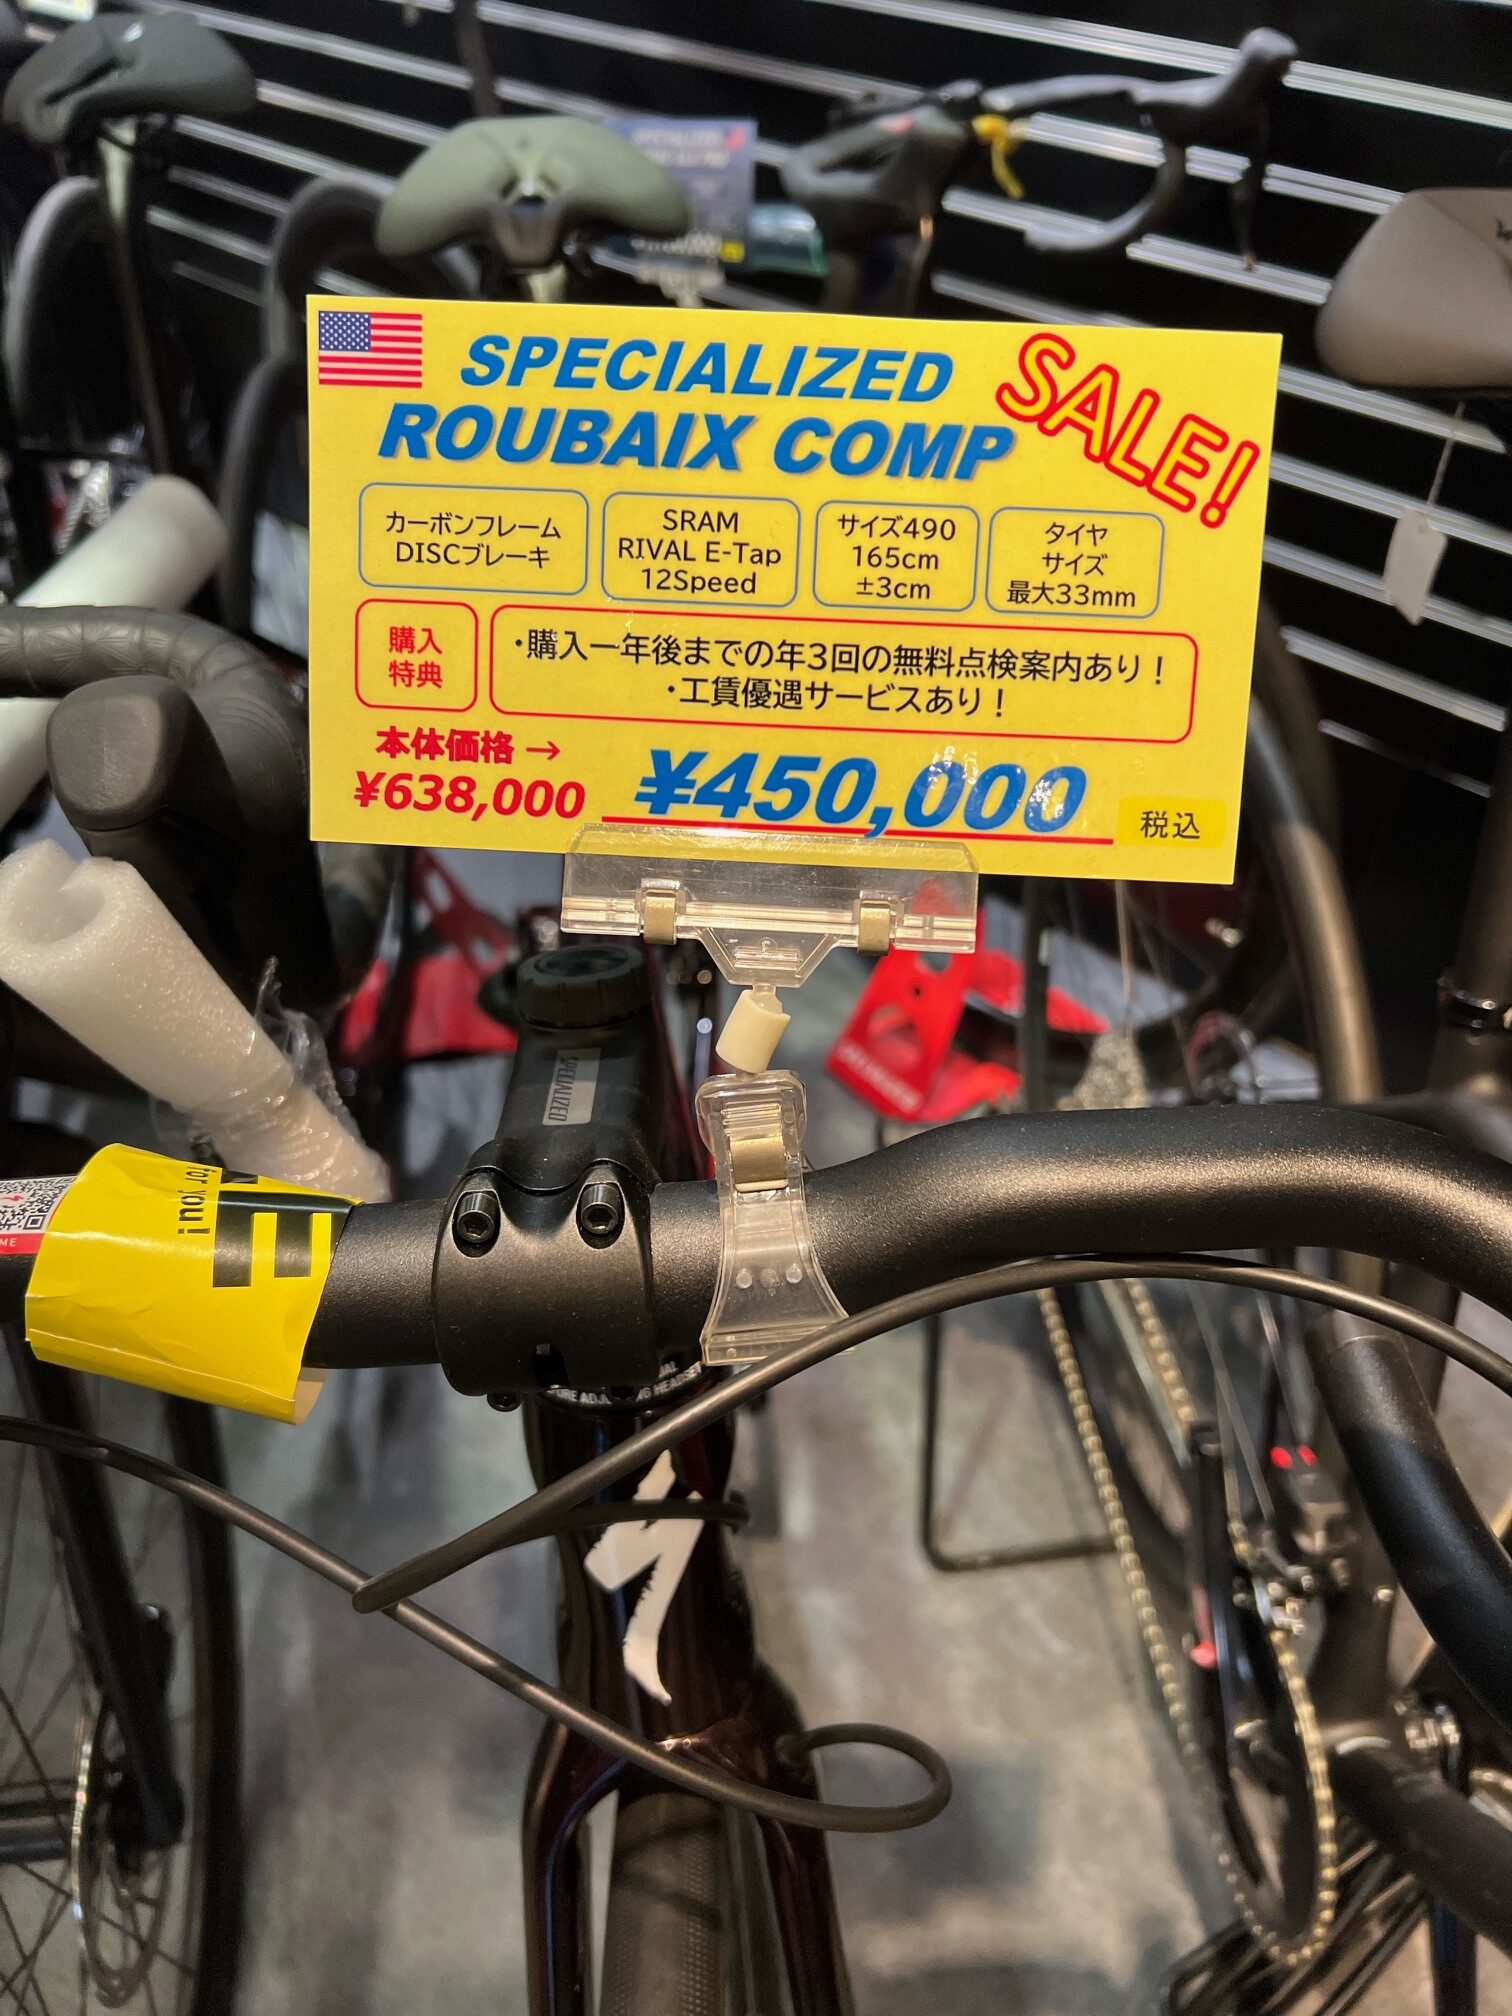 SPECIALIZED
ROUBAIX COMP
SALE!
カーボンフレーム
DISCブレーキ
SRAM
RIVAL E-Tap
12Speed
サイズ490
165cm
±3cm
タイヤ
サイズ
最大33mm
購入
特典
・購入一年後までの年3回の無料点検案内あり！
・工賃優遇サービスあり！
本体価格 →
¥638,000
¥450,000
税込
SPECIALIZED
for you!